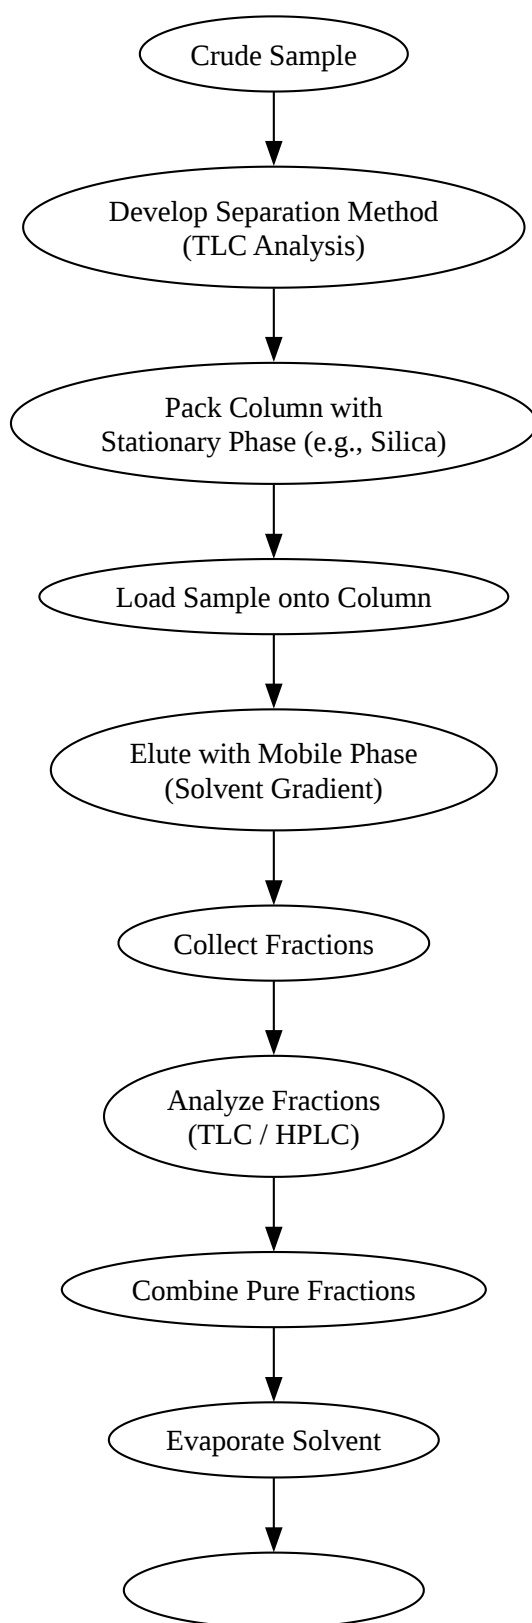 Crude Sample
Develop Separation Method
(TLC Analysis)
Pack Column with
Stationary Phase (e.g., Silica)
Load Sample onto Column
Elute with Mobile Phase
(Solvent Gradient)
Collect Fractions
Analyze Fractions
(TLC / HPLC)
Combine Pure Fractions
Evaporate Solvent